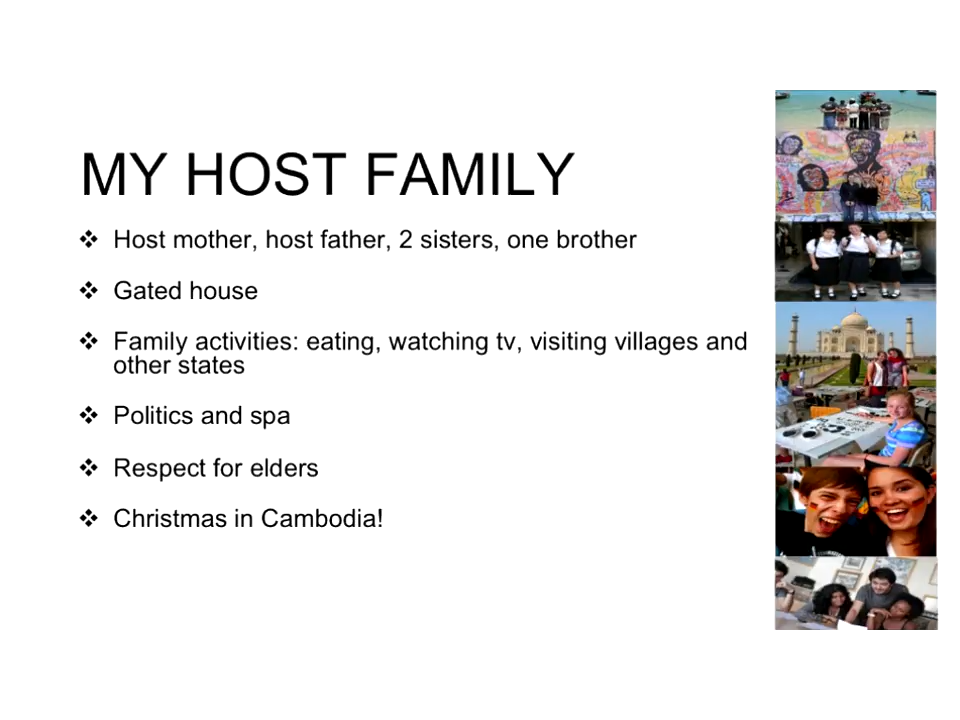 MY HOST FAMILY
❖ Host mother, host father, 2 sisters, one brother
❖ Gated house
❖ Family activities: eating, watching tv, visiting villages and
other states
❖ Politics and spa
❖ Respect for elders
❖ Christmas in Cambodia!